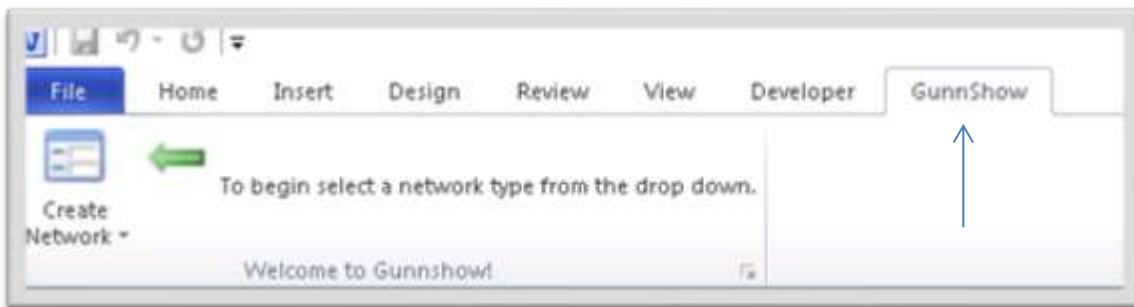 File Home Insert Design Review View Developer GunnShow
To begin select a network type from the drop down.
Create
Network
Welcome to Gunnshow!